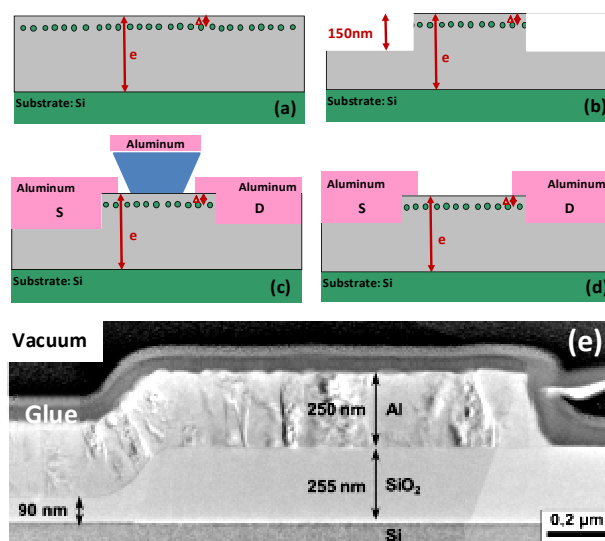 Δ
e
Substrate: Si
(a)
150nm
Δ
e
Substrate: Si
(b)
Aluminum
Aluminum
Aluminum
S
Δ
D
e
Substrate: Si
(c)
Aluminum
Aluminum
S
Δ
D
e
Substrate: Si
(d)
Vacuum
(e)
Glue
250 nm
Al
255 nm
SiO₂
90 nm
Si
0,2 µm